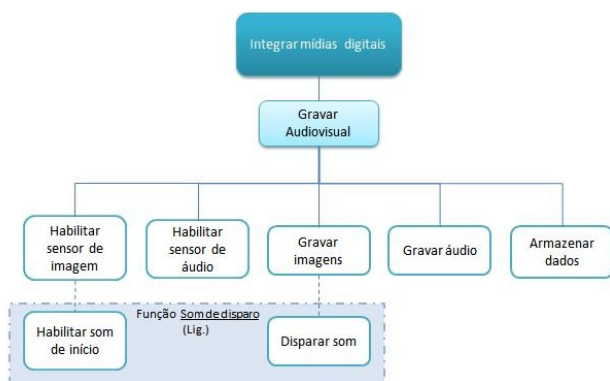 Integrar mídias digitais
Gravar
Audiovisual
Habilitar
sensor de
imagem
Habilitar
sensor de
áudio
Gravar
imagens
Gravar áudio
Armazenar
dados
Função Som de disparo
(Lig.)
Habilitar som
de início
Disparar som